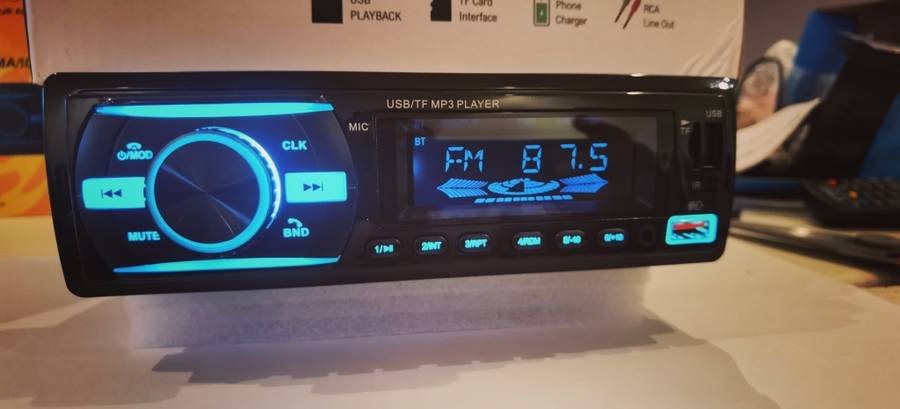 USB
PLAYBACK
TF Card
Interface
Phone
Charger
RCA
Line Out
USB/TF MP3 PLAYER
USB
MIC
TF
BT
FM 87.5
⏻/MOD
CLK
|◀◀
▶▶|
IR
MUTE
BND
1/▶||
2/INT
3/RPT
4/RDM
5/-10
6/+10